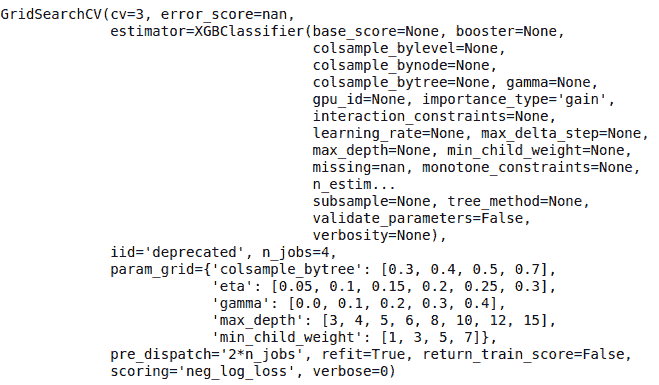 GridSearchCV(cv=3, error_score=nan,
estimator=XGBClassifier(base_score=None, booster=None,
colsample_bylevel=None,
colsample_bynode=None,
colsample_bytree=None, gamma=None,
gpu_id=None, importance_type='gain',
interaction_constraints=None,
learning_rate=None, max_delta_step=None,
max_depth=None, min_child_weight=None,
missing=nan, monotone_constraints=None,
n_estim...
subsample=None, tree_method=None,
validate_parameters=False,
verbosity=None),
iid='deprecated', n_jobs=4,
param_grid={'colsample_bytree': [0.3, 0.4, 0.5, 0.7],
'eta': [0.05, 0.1, 0.15, 0.2, 0.25, 0.3],
'gamma': [0.0, 0.1, 0.2, 0.3, 0.4],
'max_depth': [3, 4, 5, 6, 8, 10, 12, 15],
'min_child_weight': [1, 3, 5, 7]},
pre_dispatch='2*n_jobs', refit=True, return_train_score=False,
scoring='neg_log_loss', verbose=0)